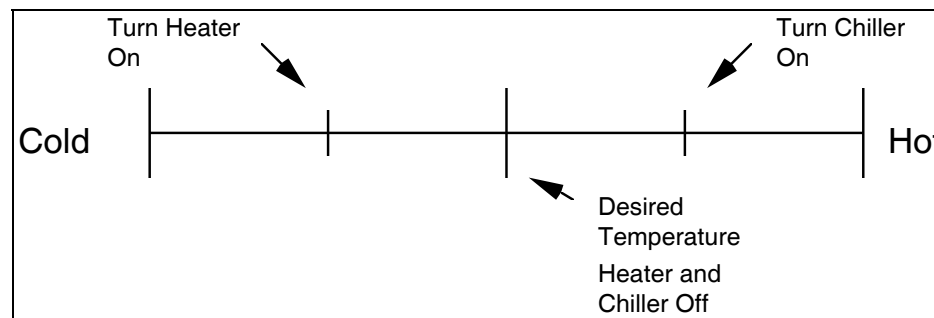 Turn Heater
On
Turn Chiller
On
Cold
Hot
Desired
Temperature
Heater and
Chiller Off